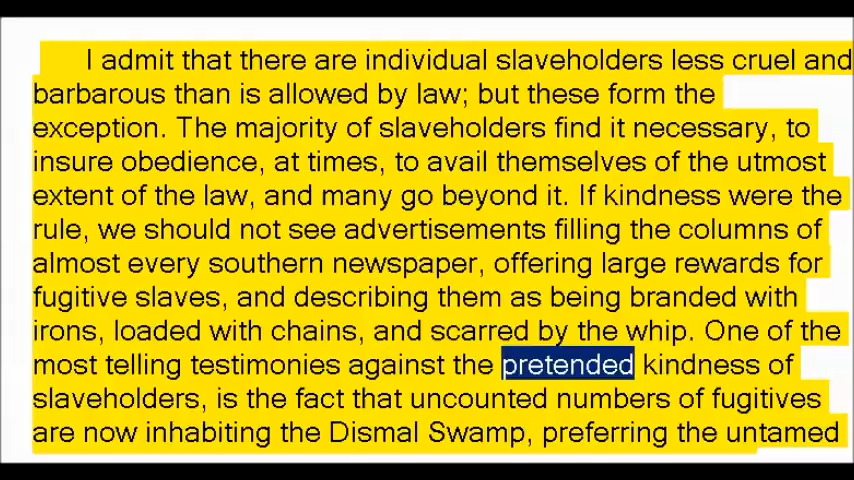 I admit that there are individual slaveholders less cruel and
barbarous than is allowed by law; but these form the
exception. The majority of slaveholders find it necessary, to
insure obedience, at times, to avail themselves of the utmost
extent of the law, and many go beyond it. If kindness were the
rule, we should not see advertisements filling the columns of
almost every southern newspaper, offering large rewards for
fugitive slaves, and describing them as being branded with
irons, loaded with chains, and scarred by the whip. One of the
most telling testimonies against the pretended kindness of
slaveholders, is the fact that uncounted numbers of fugitives
are now inhabiting the Dismal Swamp, preferring the untamed